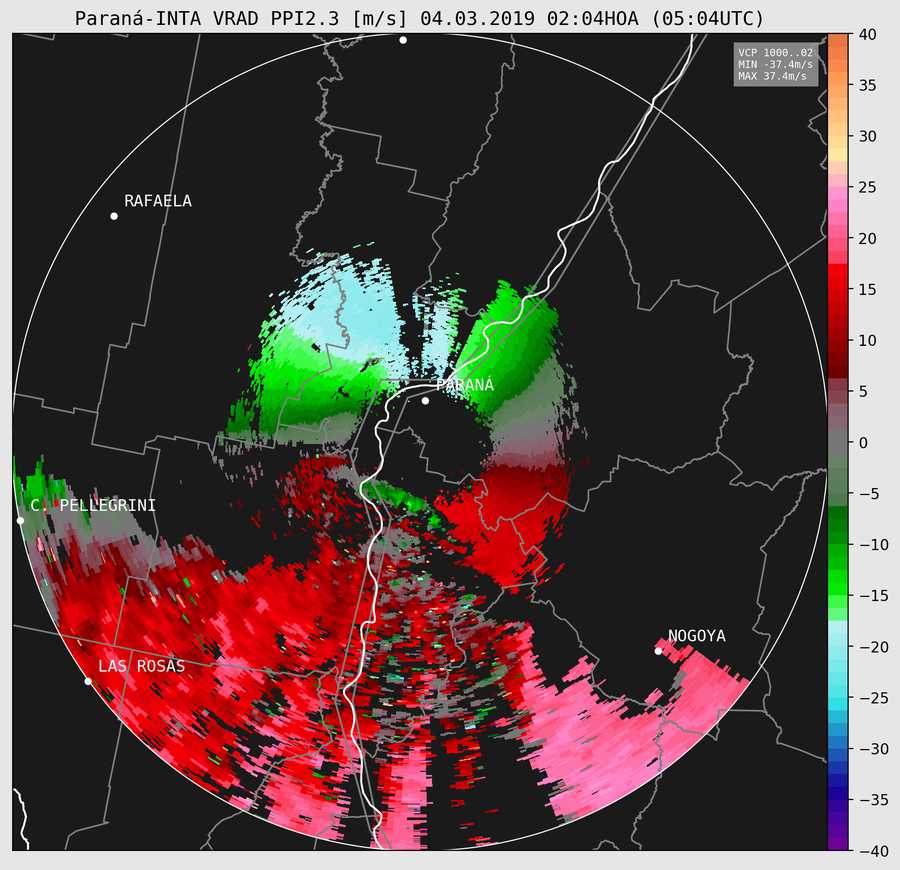 Paraná-INTA VRAD PPI2.3 [m/s] 04.03.2019 02:04HOA (05:04UTC)
VCP 1000..02
MIN -37.4m/s
MAX 37.4m/s
RAFAELA
PARANÁ
C. PELLEGRINI
NOGOYA
LAS ROSAS
40
35
30
25
20
15
10
5
0
−5
−10
−15
−20
−25
−30
−35
−40